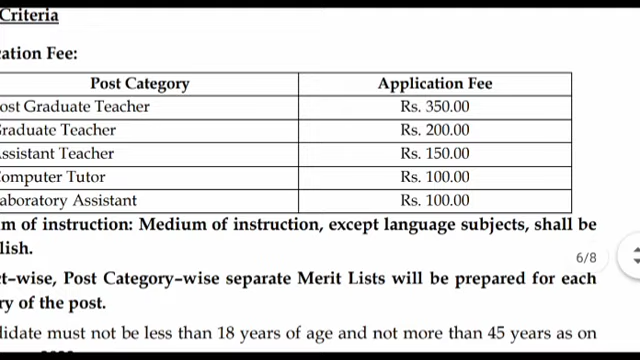 Criteria
ation Fee:
Post Category Application Fee
ost Graduate Teacher Rs. 350.00
raduate Teacher Rs. 200.00
ssistant Teacher Rs. 150.00
omputer Tutor Rs. 100.00
aboratory Assistant Rs. 100.00
m of instruction: Medium of instruction, except language subjects, shall be
lish.
6/8
t-wise, Post Category-wise separate Merit Lists will be prepared for each
ry of the post.
lidate must not be less than 18 years of age and not more than 45 years as on